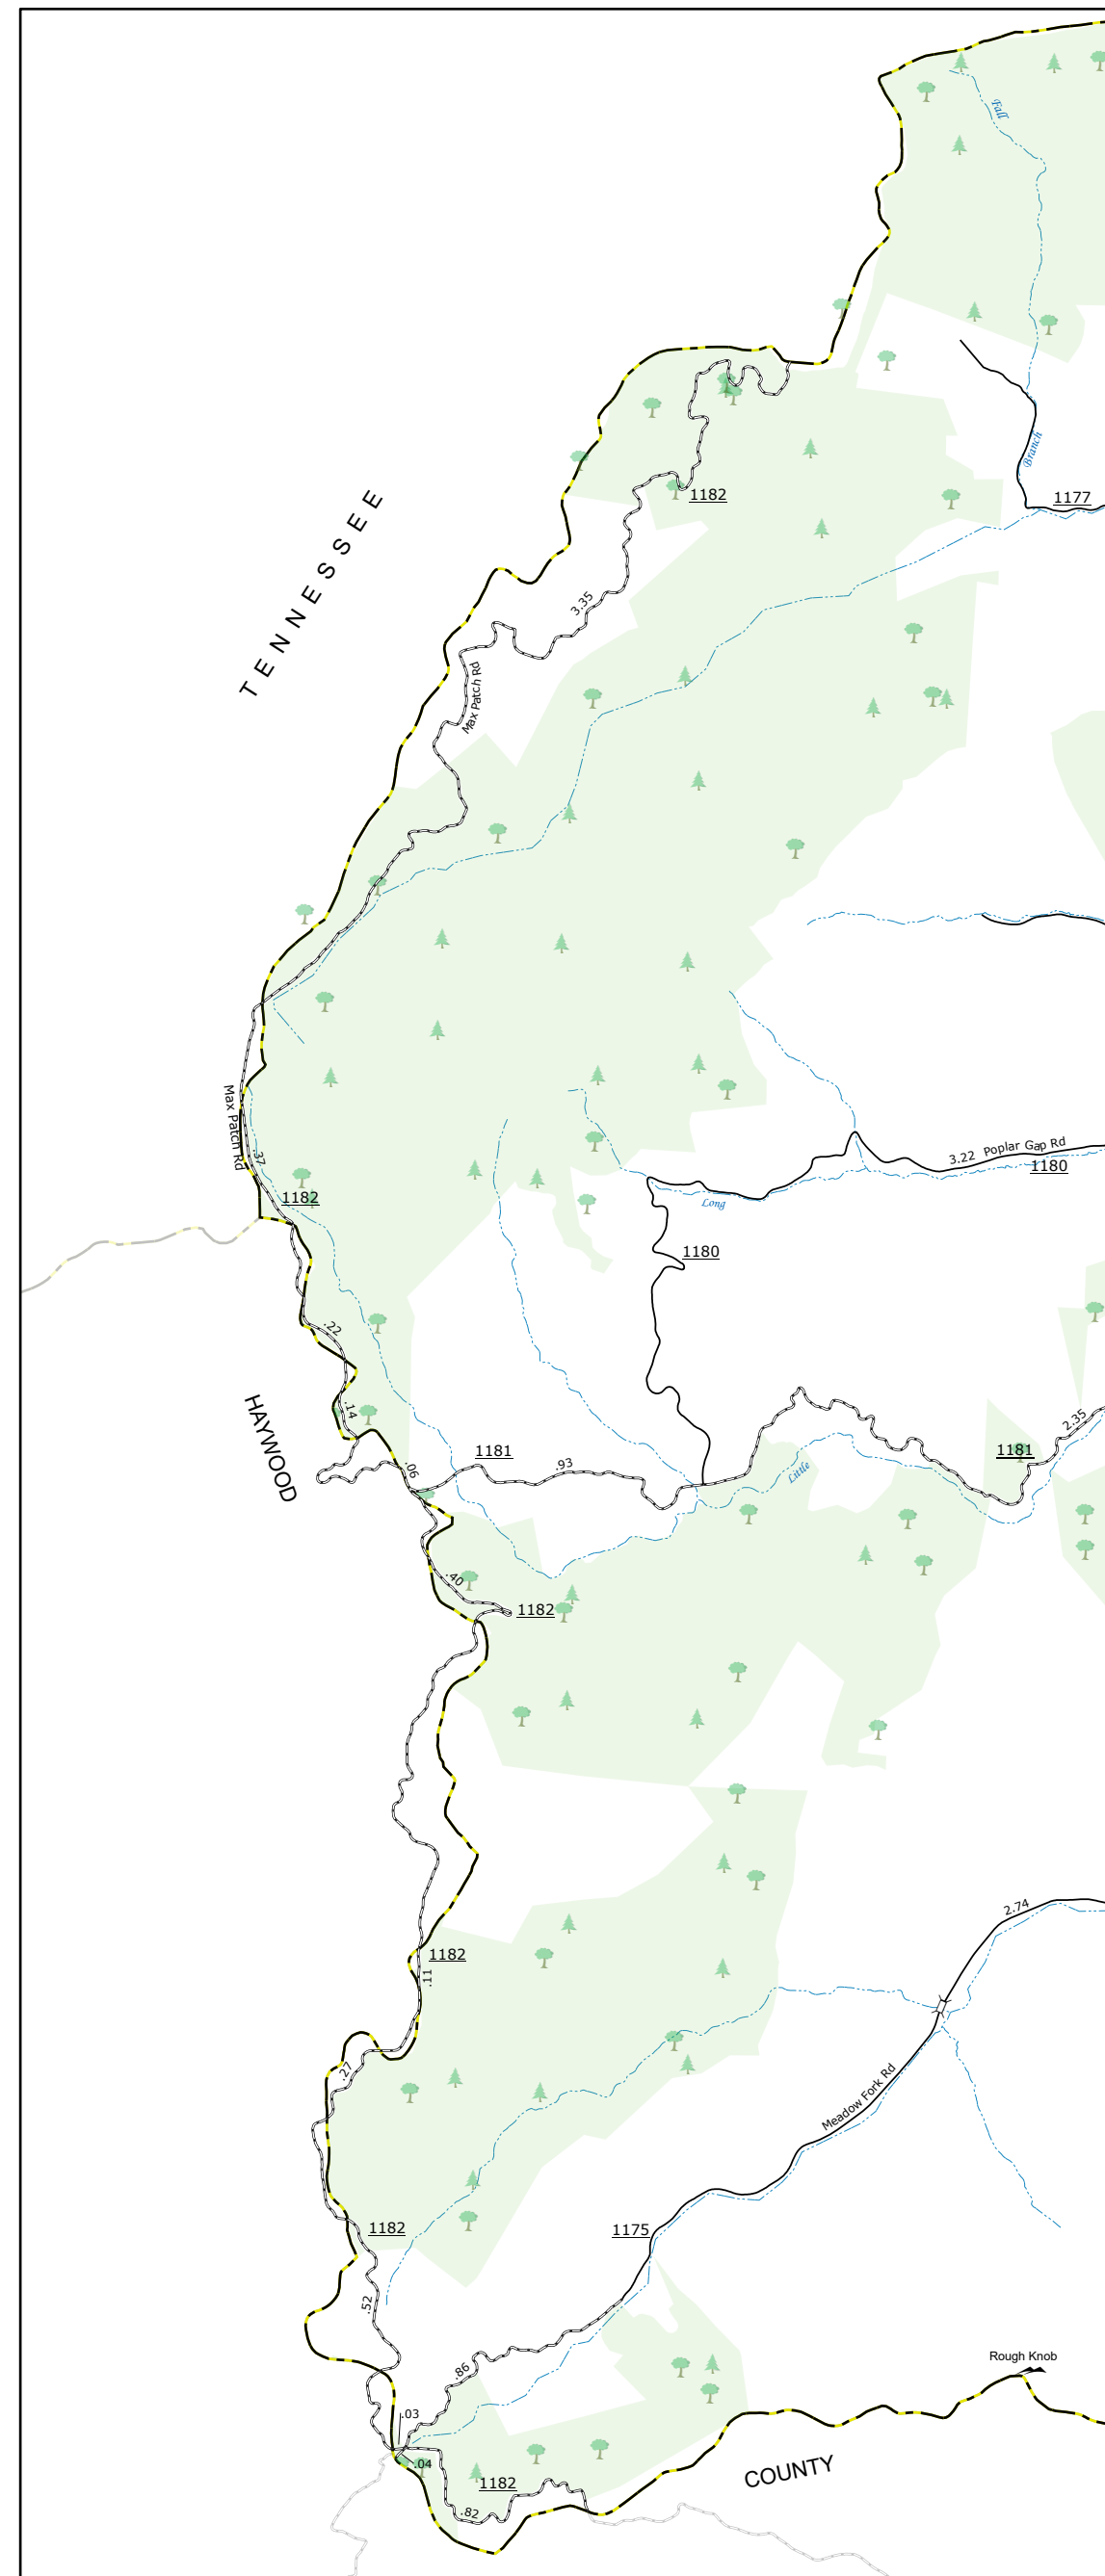 Fall
Branch
1177
1182
TENNESSEE
3.35
Max Patch Rd
Max Patch Rd
.37
3.22 Poplar Gap Rd
1180
1182
Long
1180
.22
HAYWOOD
.14
2.35
1181
1181
.06
.93
Little
.40
1182
2.74
1182
.11
.27
Meadow Fork Rd
1182
1175
.52
.86
Rough Knob
.03
.04
COUNTY
1182
.82